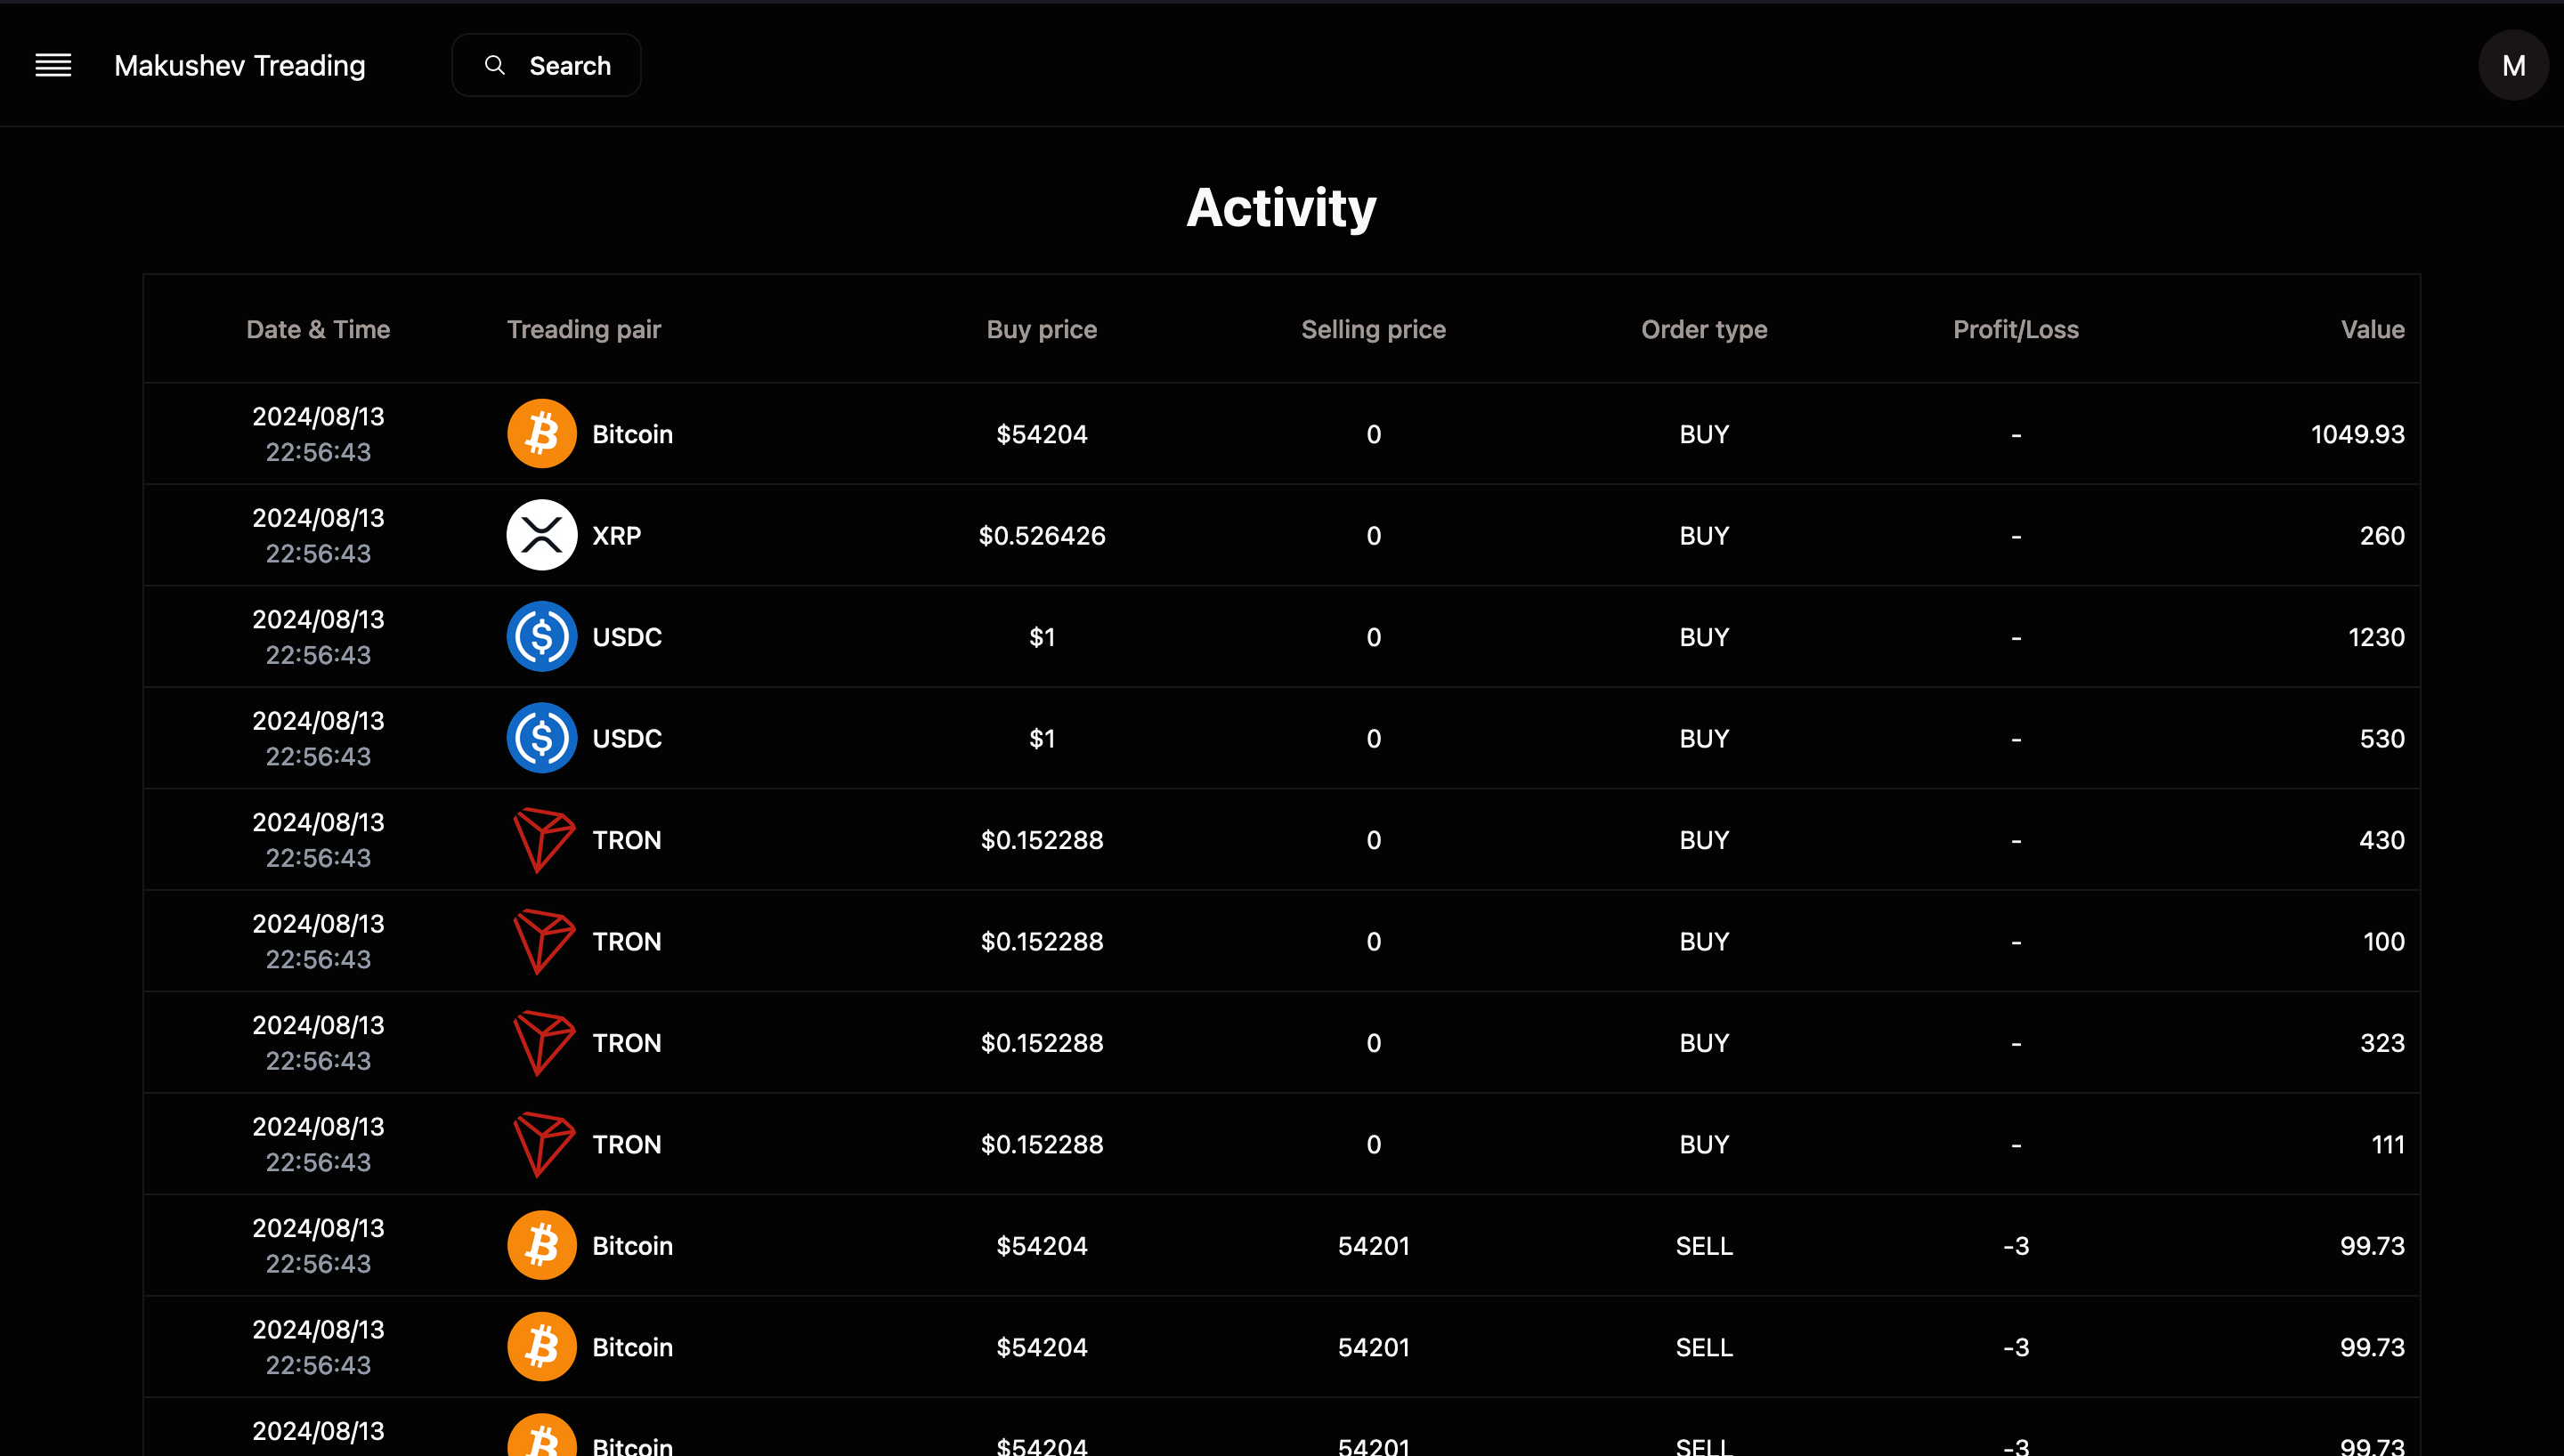 Makushev Treading
Search
M
Activity
Date & Time Treading pair Buy price Selling price Order type Profit/Loss Value
2024/08/13
22:56:43
Bitcoin $54204 0 BUY - 1049.93
2024/08/13
22:56:43
XRP $0.526426 0 BUY - 260
2024/08/13
22:56:43
USDC $1 0 BUY - 1230
2024/08/13
22:56:43
USDC $1 0 BUY - 530
2024/08/13
22:56:43
TRON $0.152288 0 BUY - 430
2024/08/13
22:56:43
TRON $0.152288 0 BUY - 100
2024/08/13
22:56:43
TRON $0.152288 0 BUY - 323
2024/08/13
22:56:43
TRON $0.152288 0 BUY - 111
2024/08/13
22:56:43
Bitcoin $54204 54201 SELL -3 99.73
2024/08/13
22:56:43
Bitcoin $54204 54201 SELL -3 99.73
2024/08/13
Bitcoin $54204 54201 SELL -3 99.73